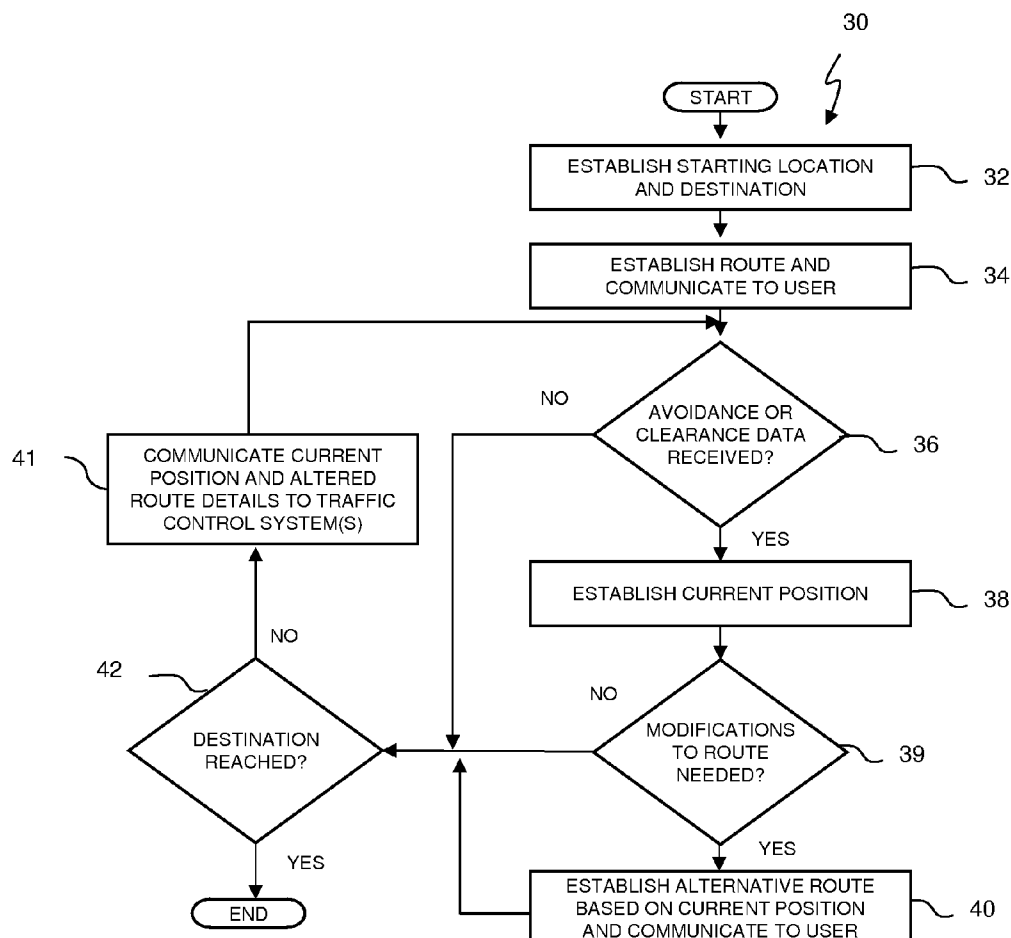 30
START
ESTABLISH STARTING LOCATION
AND DESTINATION
32
ESTABLISH ROUTE AND
COMMUNICATE TO USER
34
NO
AVOIDANCE OR
CLEARANCE DATA
RECEIVED?
36
41
COMMUNICATE CURRENT
POSITION AND ALTERED
ROUTE DETAILS TO TRAFFIC
CONTROL SYSTEM(S)
YES
ESTABLISH CURRENT POSITION
38
NO
42
NO
MODIFICATIONS
TO ROUTE
NEEDED?
39
DESTINATION
REACHED?
YES
YES
END
ESTABLISH ALTERNATIVE ROUTE
BASED ON CURRENT POSITION
AND COMMUNICATE TO USER
40